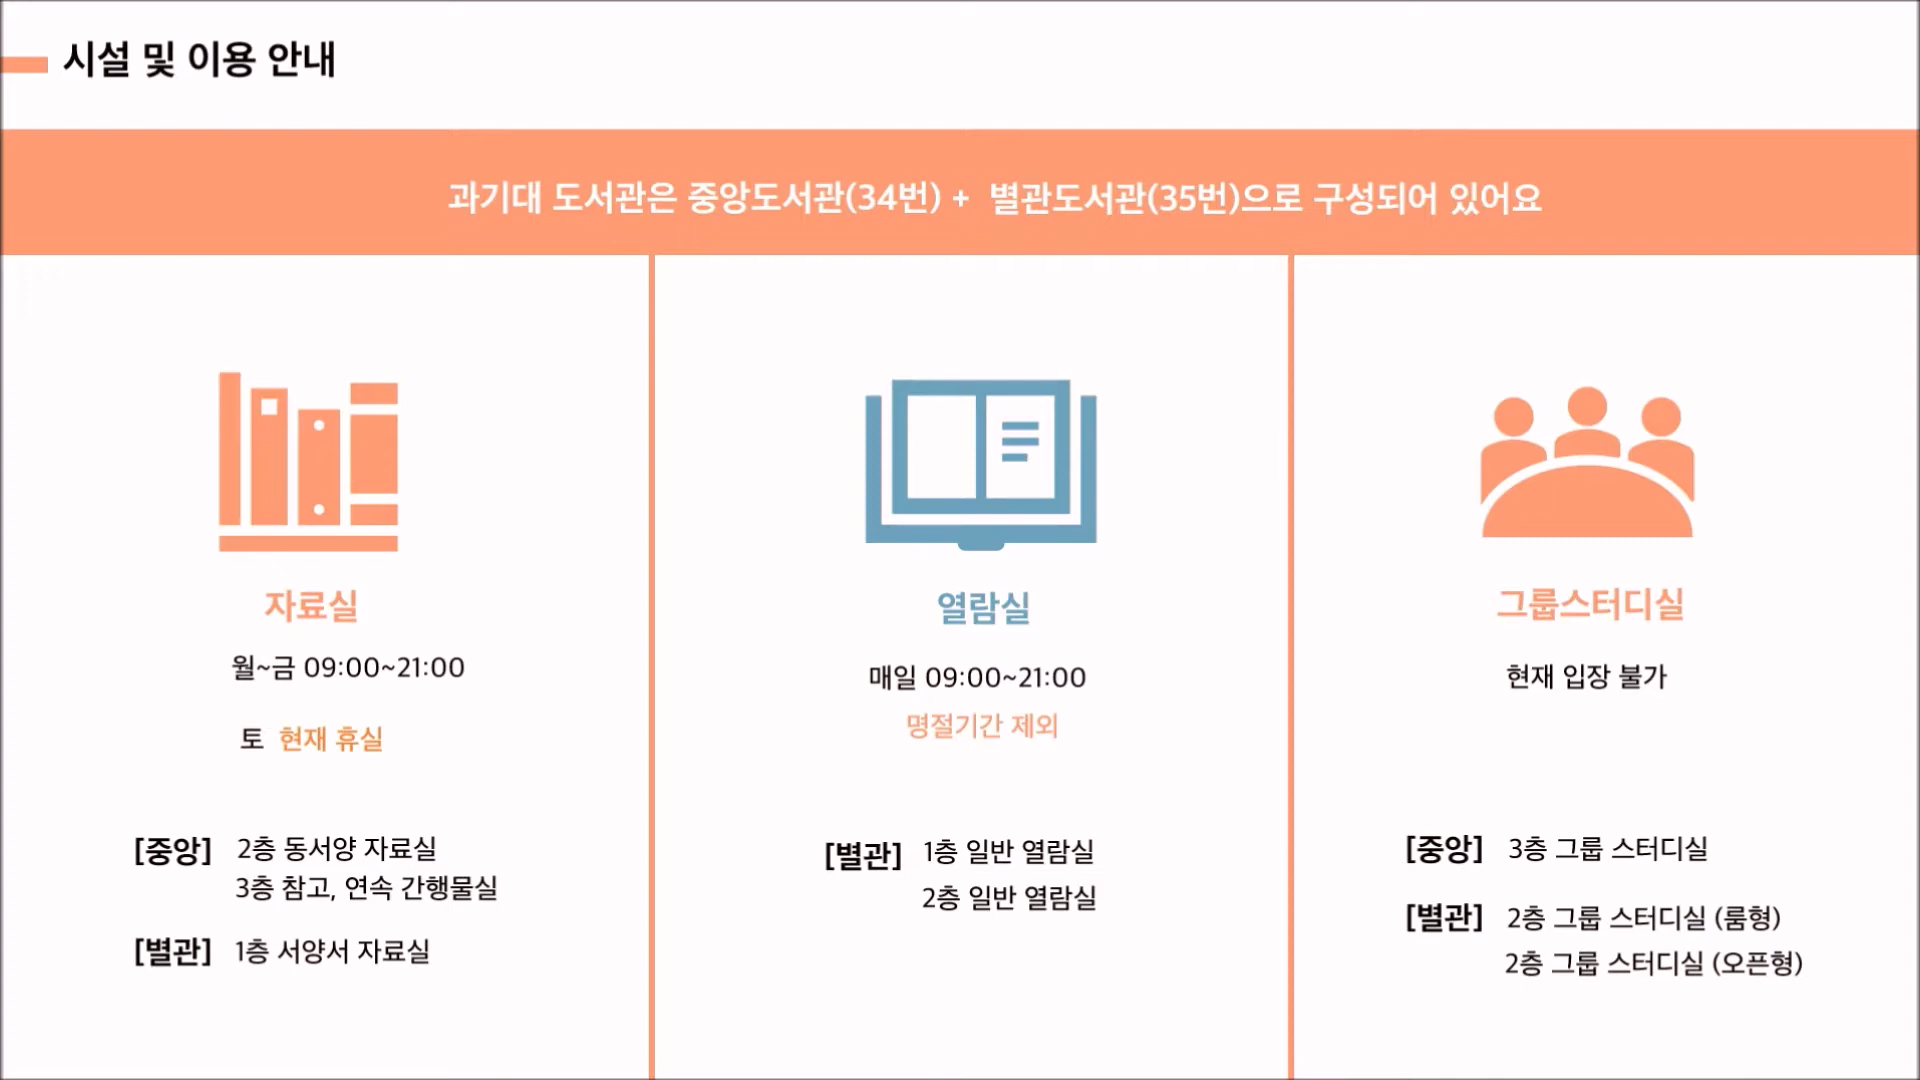 시설 및 이용 안내
과기대 도서관은 중앙도서관(34번) + 별관도서관(35번)으로 구성되어 있어요
자료실
월~금 09:00~21:00
토 현재 휴실
[중앙] 2층 동서양 자료실
3층 참고, 연속 간행물실
[별관] 1층 서양서 자료실
열람실
매일 09:00~21:00
명절기간 제외
[별관] 1층 일반 열람실
2층 일반 열람실
그룹스터디실
현재 입장 불가
[중앙] 3층 그룹 스터디실
[별관] 2층 그룹 스터디실 (룸형)
2층 그룹 스터디실 (오픈형)